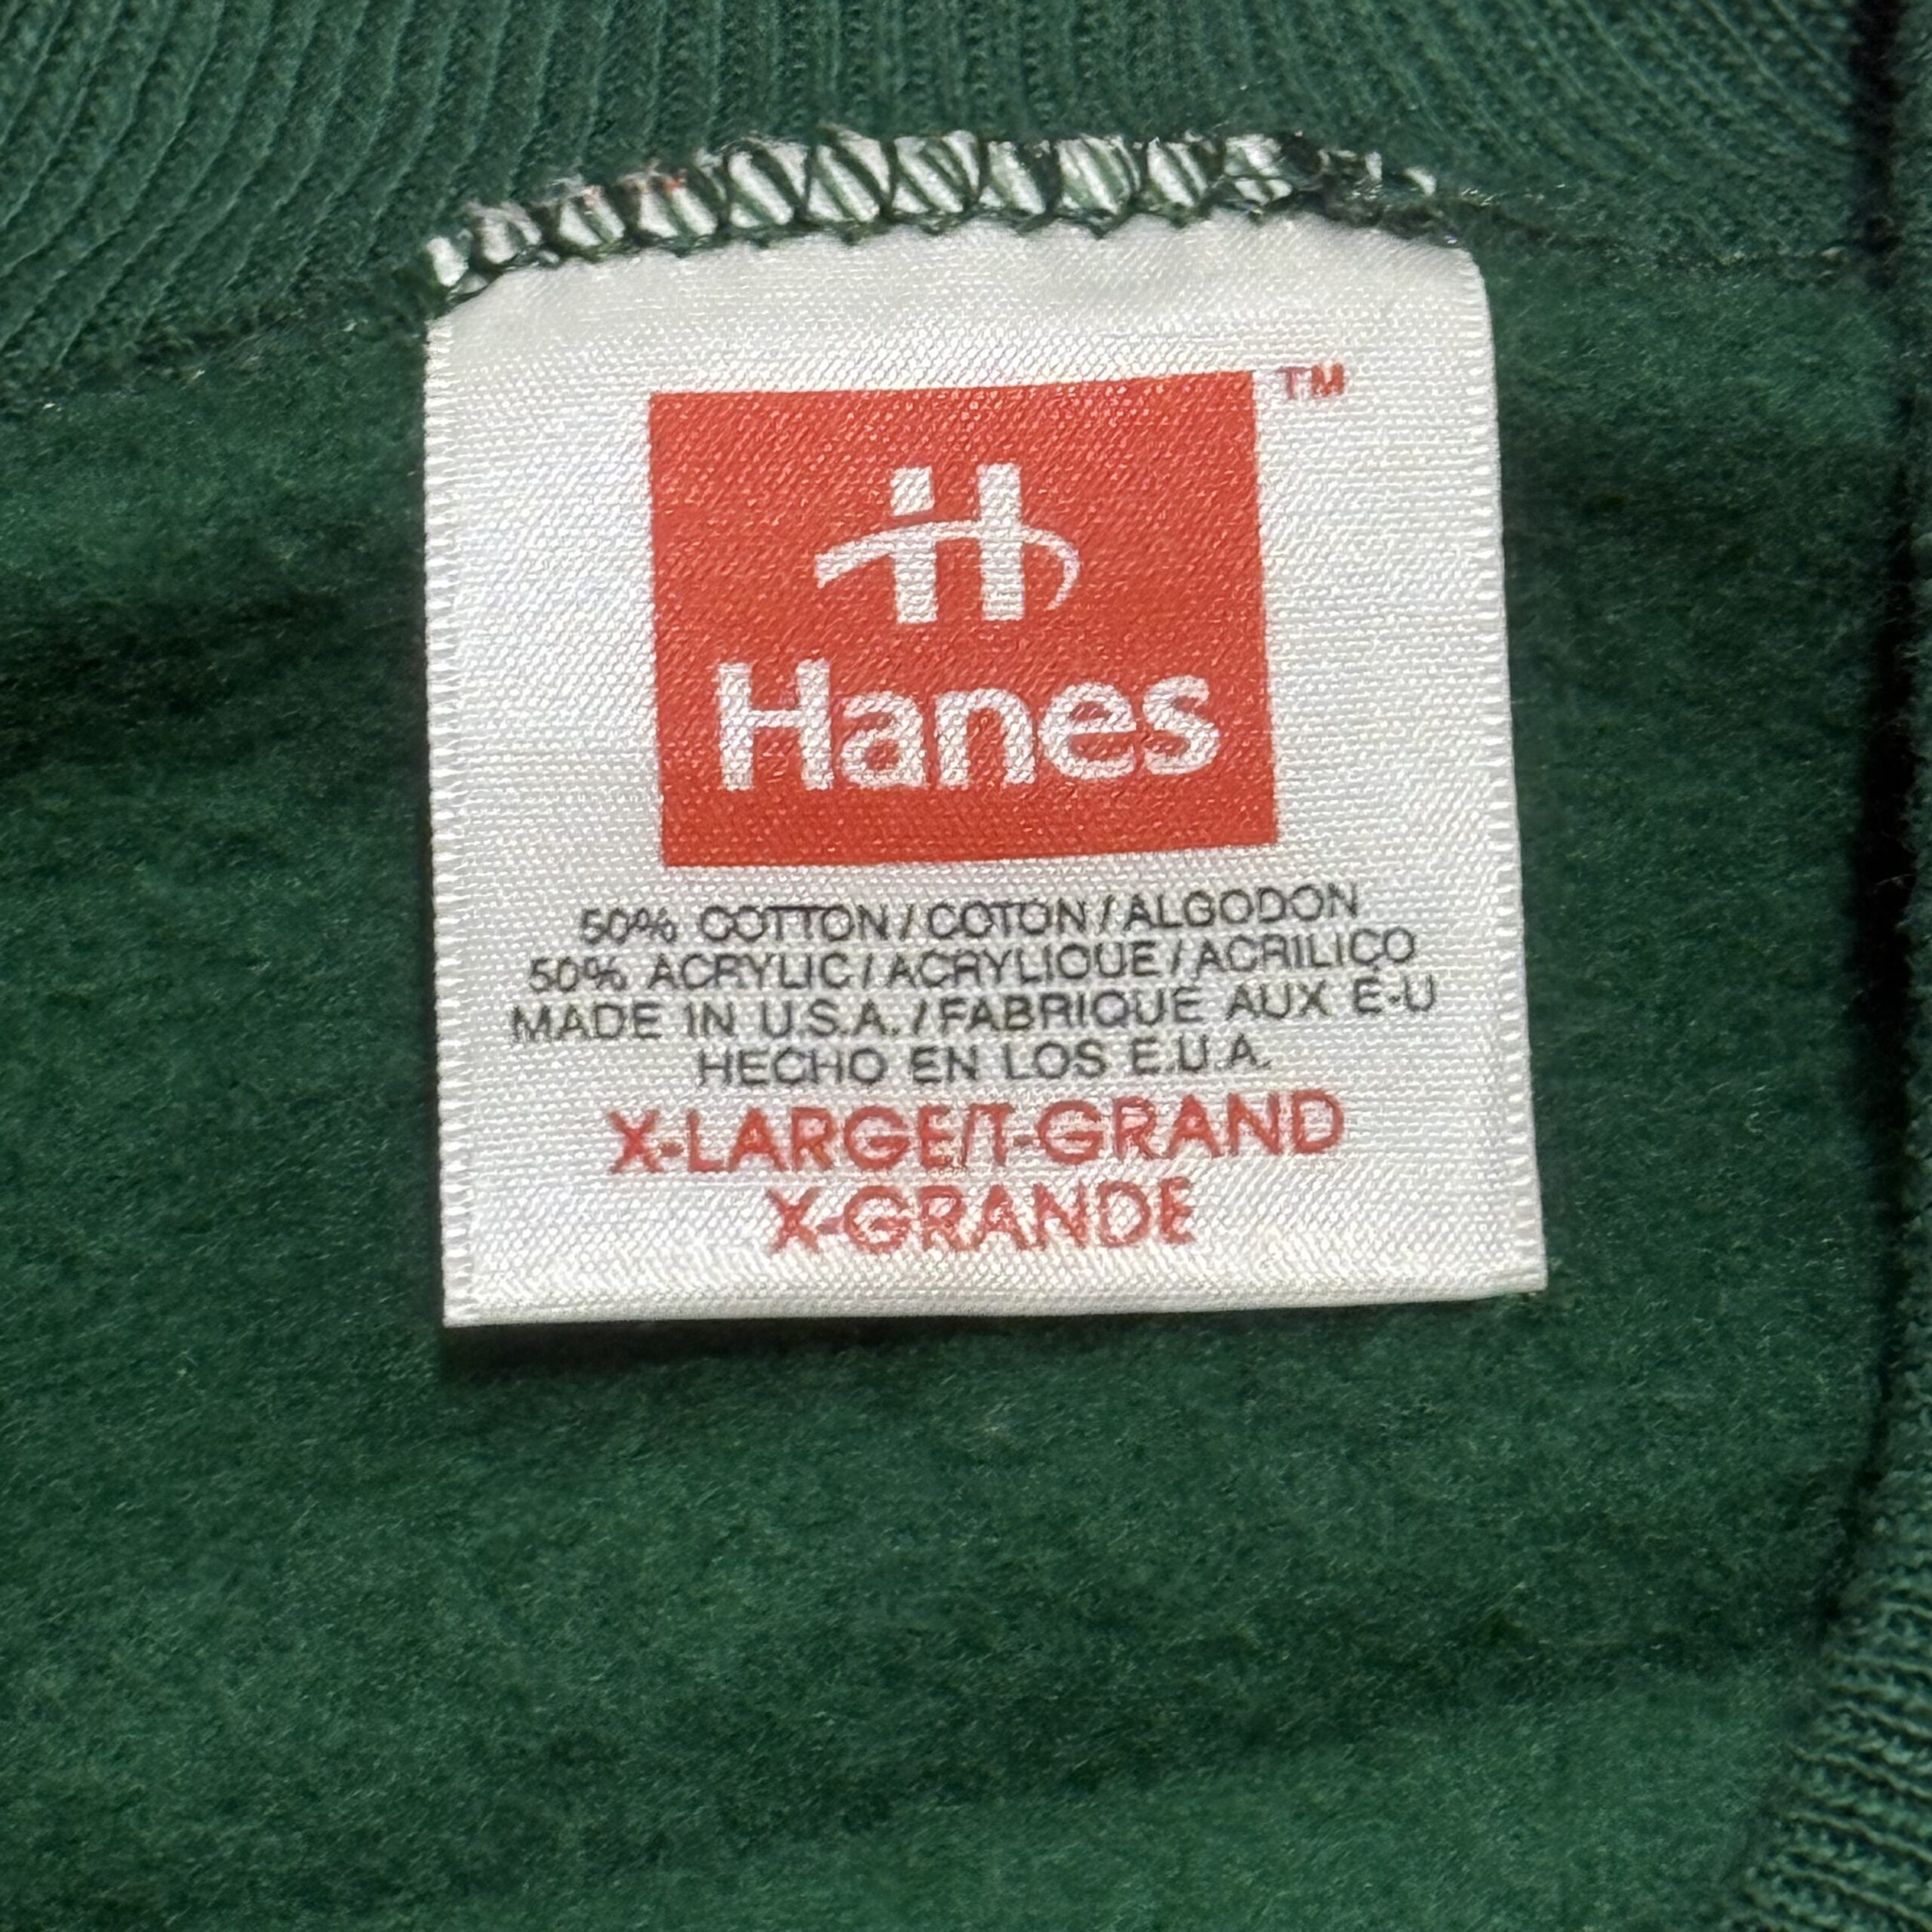 TM
H
Hanes
50% COTTON / COTON / ALGODON
50% ACRYLIC / ACRYLIQUE / ACRILICO
MADE IN U.S.A. / FABRIQUÉ AUX É-U
HECHO EN LOS E.U.A.
X-LARGE/T-GRAND
X-GRANDE